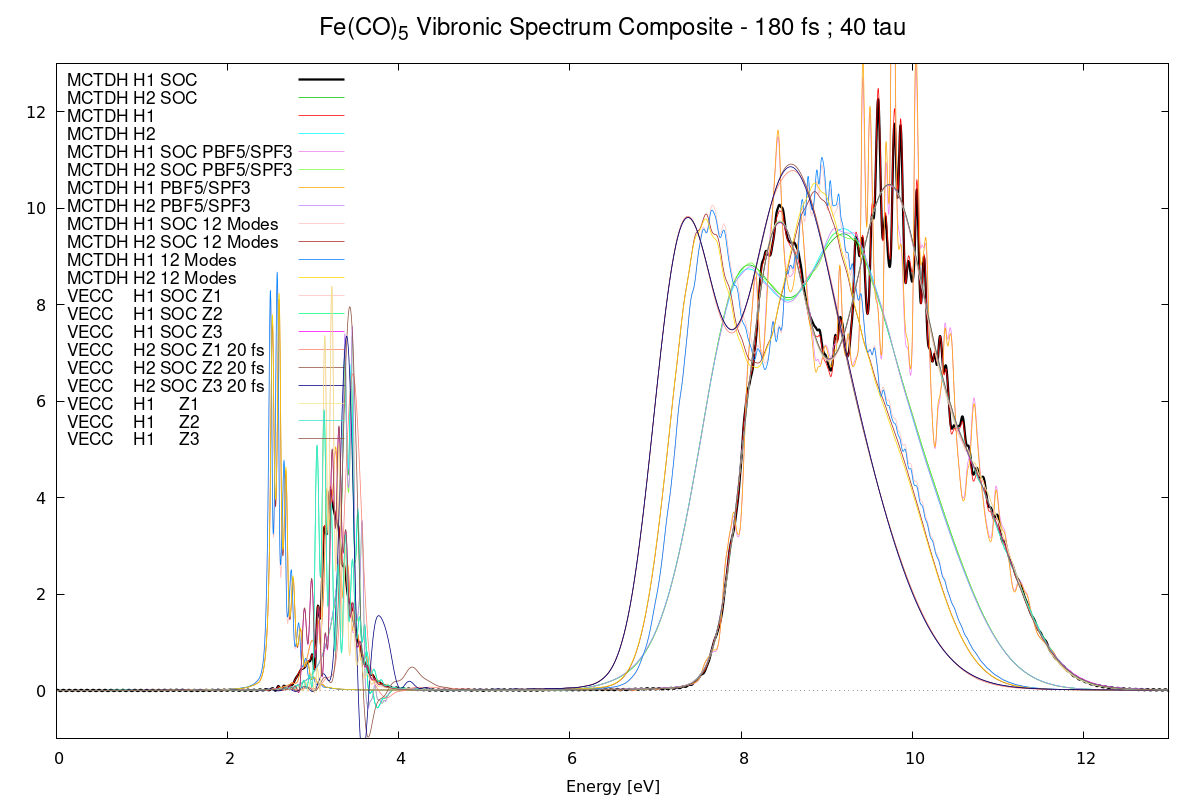 Fe(CO)5 Vibronic Spectrum Composite - 180 fs ; 40 tau
MCTDH H1 SOC
MCTDH H2 SOC
MCTDH H1
MCTDH H2
MCTDH H1 SOC PBF5/SPF3
MCTDH H2 SOC PBF5/SPF3
MCTDH H1 PBF5/SPF3
MCTDH H2 PBF5/SPF3
MCTDH H1 SOC 12 Modes
MCTDH H2 SOC 12 Modes
MCTDH H1 12 Modes
MCTDH H2 12 Modes
VECC H1 SOC Z1
VECC H1 SOC Z2
VECC H1 SOC Z3
VECC H2 SOC Z1 20 fs
VECC H2 SOC Z2 20 fs
VECC H2 SOC Z3 20 fs
VECC H1 Z1
VECC H1 Z2
VECC H1 Z3
12
10
8
6
4
2
0
0 2 4 6 8 10 12
Energy [eV]